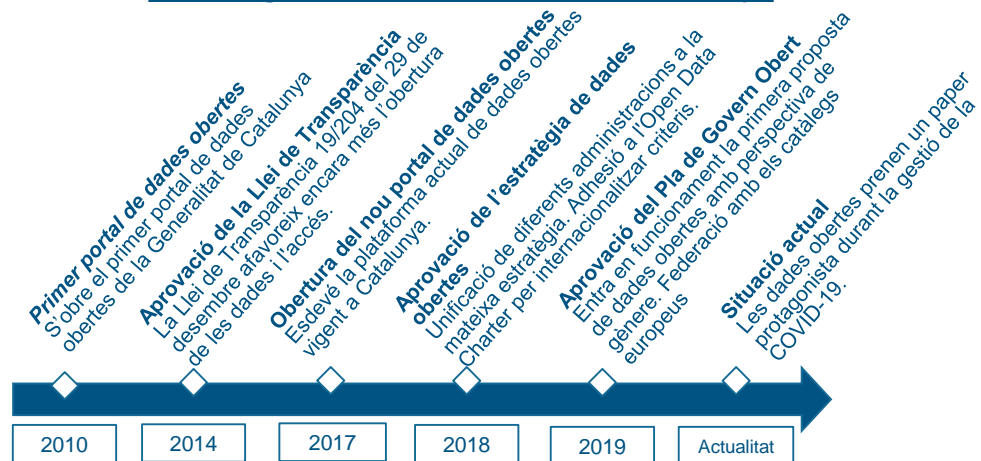 Primer portal de dades obertes
S'obre el primer portal de dades
obertes de la Generalitat de Catalunya
Aprovació de la Llei de Transparència
La Llei de Transparència 19/204 del 29 de
desembre afavoreix encara més l'obertura
de les dades i l'accés.
Obertura del nou portal de dades obertes
Esdevé la plataforma actual de dades obertes
vigent a Catalunya.
Aprovació de l'estratègia de dades
obertes
Unificació de diferents administracions a la
mateixa estratègia. Adhesió a l'Open Data
Charter per internacionalitzar criteris.
Aprovació del Pla de Govern Obert
Entra en funcionament la primera proposta
de dades obertes amb perspectiva de
gènere. Federació amb els catàlegs
europeus
Situació actual
Les dades obertes prenen un paper
protagonista durant la gestió de la
COVID-19.
2010
2014
2017
2018
2019
Actualitat